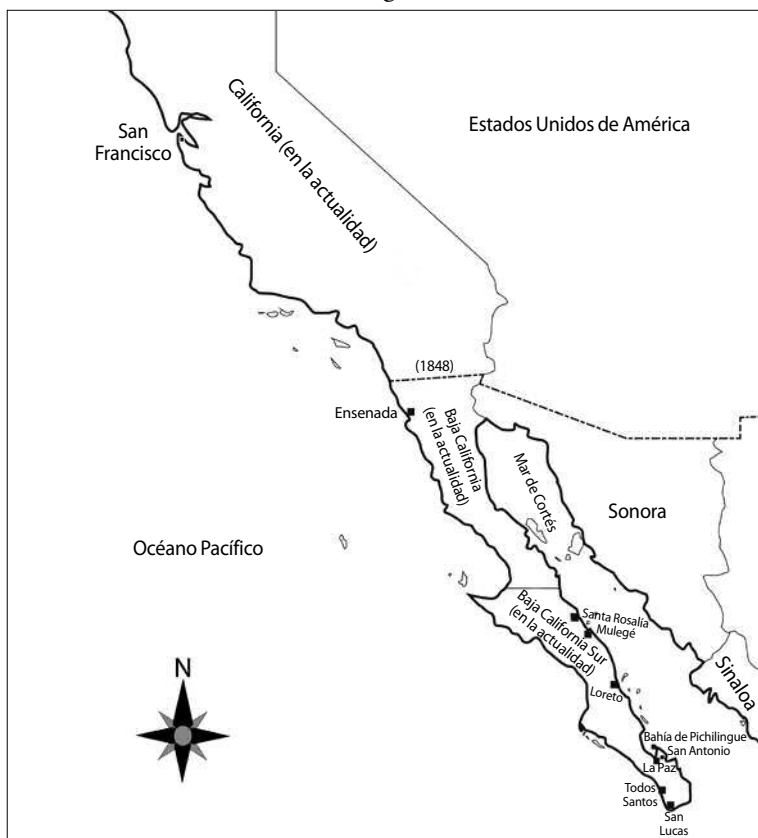 San
Francisco
California (en la actualidad)
Estados Unidos de América
(1848)
Ensenada
Baja California
(en la actualidad)
Mar de Cortés
Sonora
Océano Pacífico
Baja California Sur
(en la actualidad)
Santa Rosalía
Mulegé
Sinaloa
N
Loreto
Bahía de Pichilingue
San Antonio
La Paz
Todos
Santos
San
Lucas